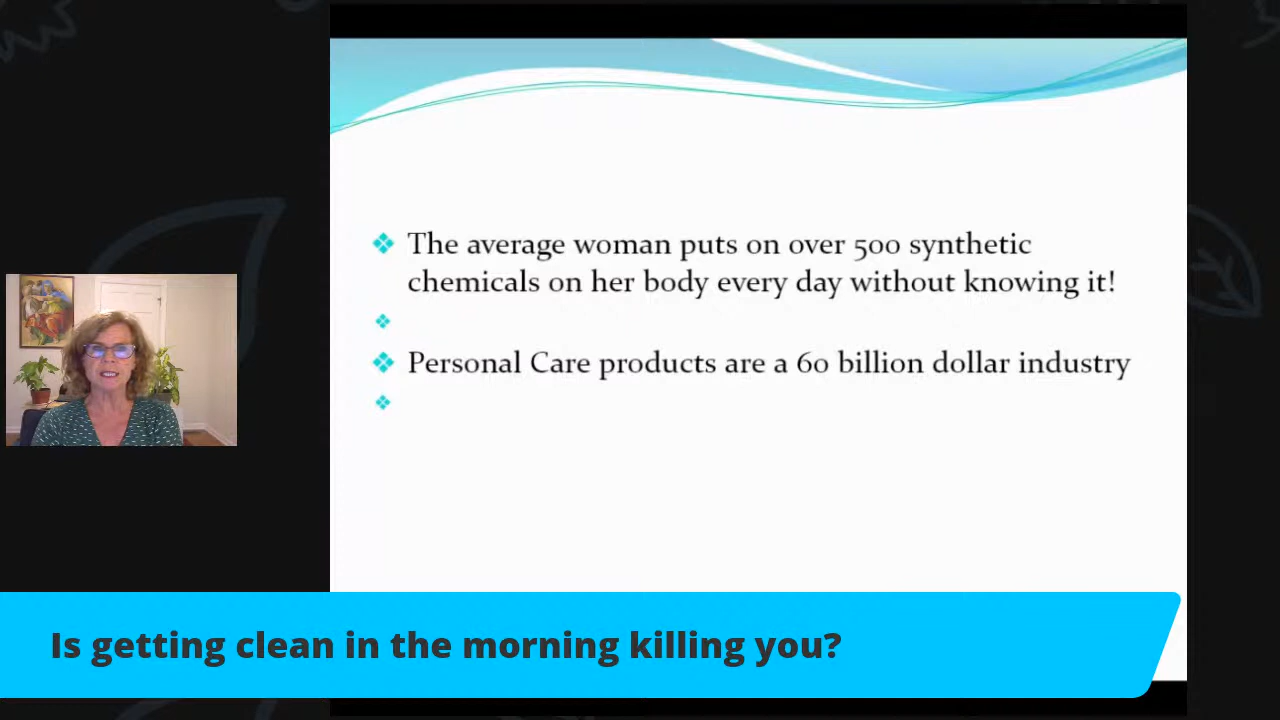 The average woman puts on over 500 synthetic
chemicals on her body every day without knowing it!
Personal Care products are a 60 billion dollar industry
Is getting clean in the morning killing you?